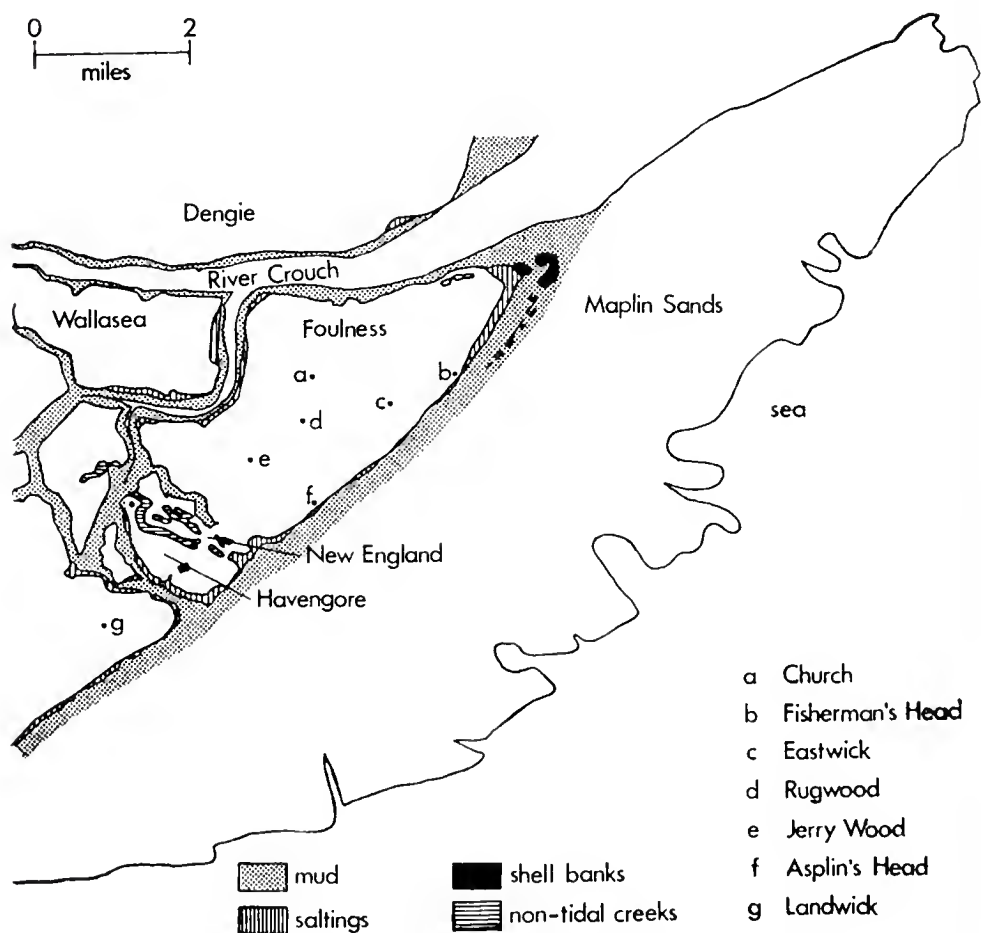 0 2
miles
Dengie
River Crouch
Wallasea
Foulness
Maplin Sands
a
b
c
sea
d
e
f
New England
Havengore
g
a Church
b Fisherman's Head
c Eastwick
d Rugwood
e Jerry Wood
f Asplin's Head
g Landwick
mud
shell banks
saltings
non-tidal creeks